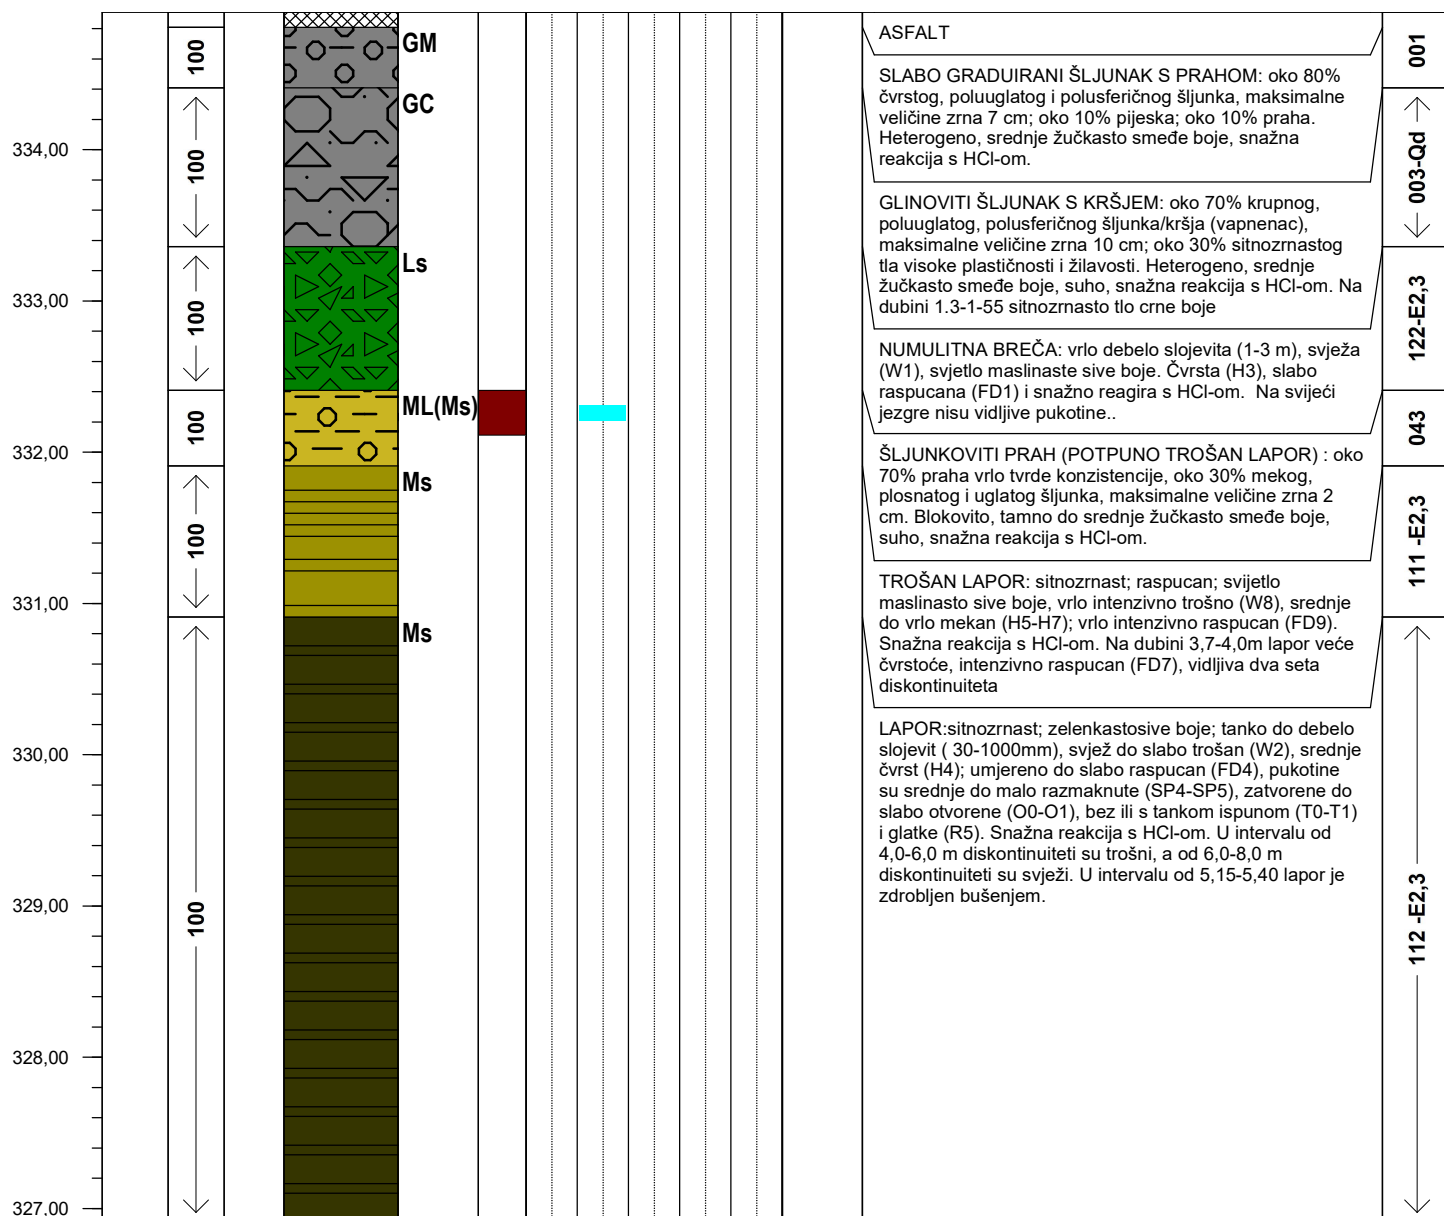 334,00
333,00
332,00
331,00
330,00
329,00
328,00
327,00
100
100
100
100
100
100
GM
GC
Ls
ML(Ms)
Ms
Ms
ASFALT
SLABO GRADUIRANI ŠLJUNAK S PRAHOM: oko 80%
čvrstog, poluuglatog i polusferičnog šljunka, maksimalne
veličine zrna 7 cm; oko 10% pijeska; oko 10% praha.
Heterogeno, srednje žučkasto smeđe boje, snažna
reakcija s HCl-om.
GLINOVITI ŠLJUNAK S KRŠJEM: oko 70% krupnog,
poluuglatog, polusferičnog šljunka/kršja (vapnenac),
maksimalne veličine zrna 10 cm; oko 30% sitnozrnastog
tla visoke plastičnosti i žilavosti. Heterogeno, srednje
žučkasto smeđe boje, suho, snažna reakcija s HCl-om. Na
dubini 1.3-1-55 sitnozrnasto tlo crne boje
NUMULITNA BREČA: vrlo debelo slojevita (1-3 m), svježa
(W1), svjetlo maslinaste sive boje. Čvrsta (H3), slabo
raspucana (FD1) i snažno reagira s HCl-om. Na svijeći
jezgre nisu vidljive pukotine..
ŠLJUNKOVITI PRAH (POTPUNO TROŠAN LAPOR) : oko
70% praha vrlo tvrde konzistencije, oko 30% mekog,
plosnatog i uglatog šljunka, maksimalne veličine zrna 2
cm. Blokovito, tamno do srednje žučkasto smeđe boje,
suho, snažna reakcija s HCl-om.
TROŠAN LAPOR: sitnozrnast; raspucan; svijetlo
maslinasto sive boje, vrlo intenzivno trošno (W8), srednje
do vrlo mekan (H5-H7); vrlo intenzivno raspucan (FD9).
Snažna reakcija s HCl-om. Na dubini 3,7-4,0m lapor veće
čvrstoće, intenzivno raspucan (FD7), vidljiva dva seta
diskontinuiteta
LAPOR:sitnozrnast; zelenkastosive boje; tanko do debelo
slojevit ( 30-1000mm), svjež do slabo trošan (W2), srednje
čvrst (H4); umjereno do slabo raspucan (FD4), pukotine
su srednje do malo razmaknute (SP4-SP5), zatvorene do
slabo otvorene (O0-O1), bez ili s tankom ispunom (T0-T1)
i glatke (R5). Snažna reakcija s HCl-om. U intervalu od
4,0-6,0 m diskontinuiteti su trošni, a od 6,0-8,0 m
diskontinuiteti su svježi. U intervalu od 5,15-5,40 lapor je
zdrobljen bušenjem.
001
003-Qd
122-E2,3
043
111 -E2,3
112 -E2,3